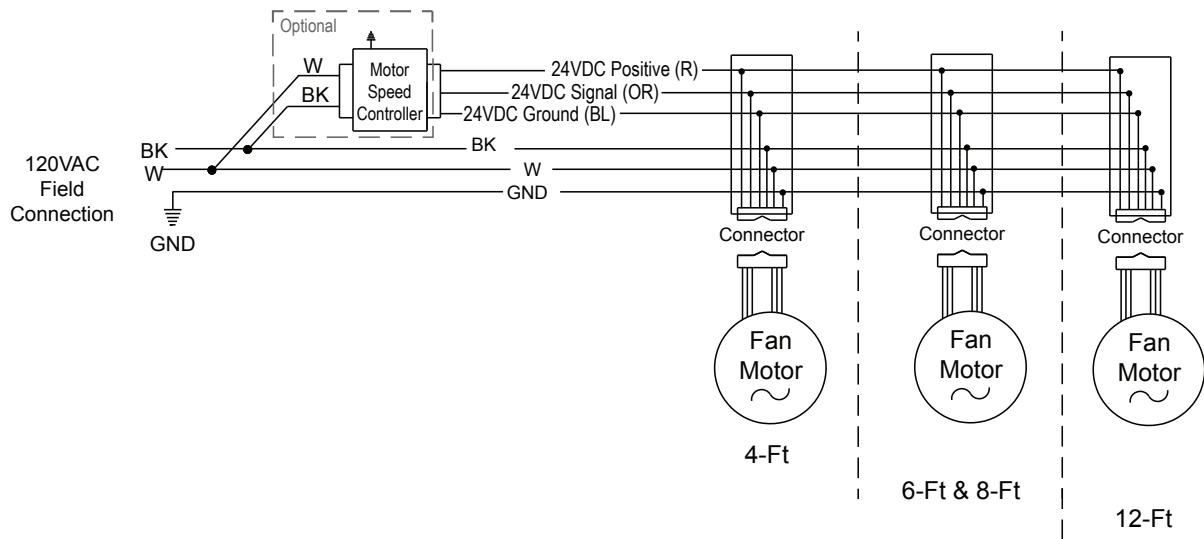 Optional
W
BK
Motor
Speed
Controller
24VDC Positive (R)
24VDC Signal (OR)
24VDC Ground (BL)
120VAC
Field
Connection
BK
W
GND
BK
W
GND
Connector
Connector
Connector
Fan
Motor
Fan
Motor
Fan
Motor
4-Ft
6-Ft & 8-Ft
12-Ft